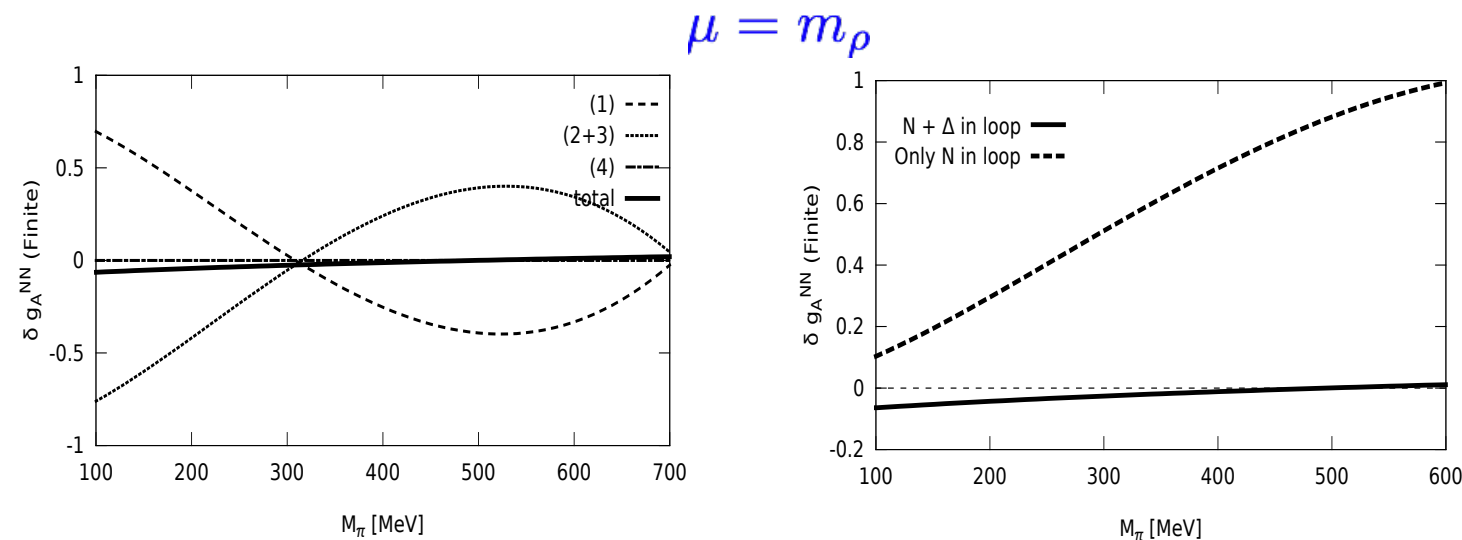 μ = m_ρ
1
0.5
0
-0.5
-1
δ g_A^NN (Finite)
(1)
(2+3)
(4)
total
100 200 300 400 500 600 700
M_π [MeV]
1
0.8
0.6
0.4
0.2
0
-0.2
δ g_A^NN (Finite)
N + Δ in loop
Only N in loop
100 200 300 400 500 600
M_π [MeV]